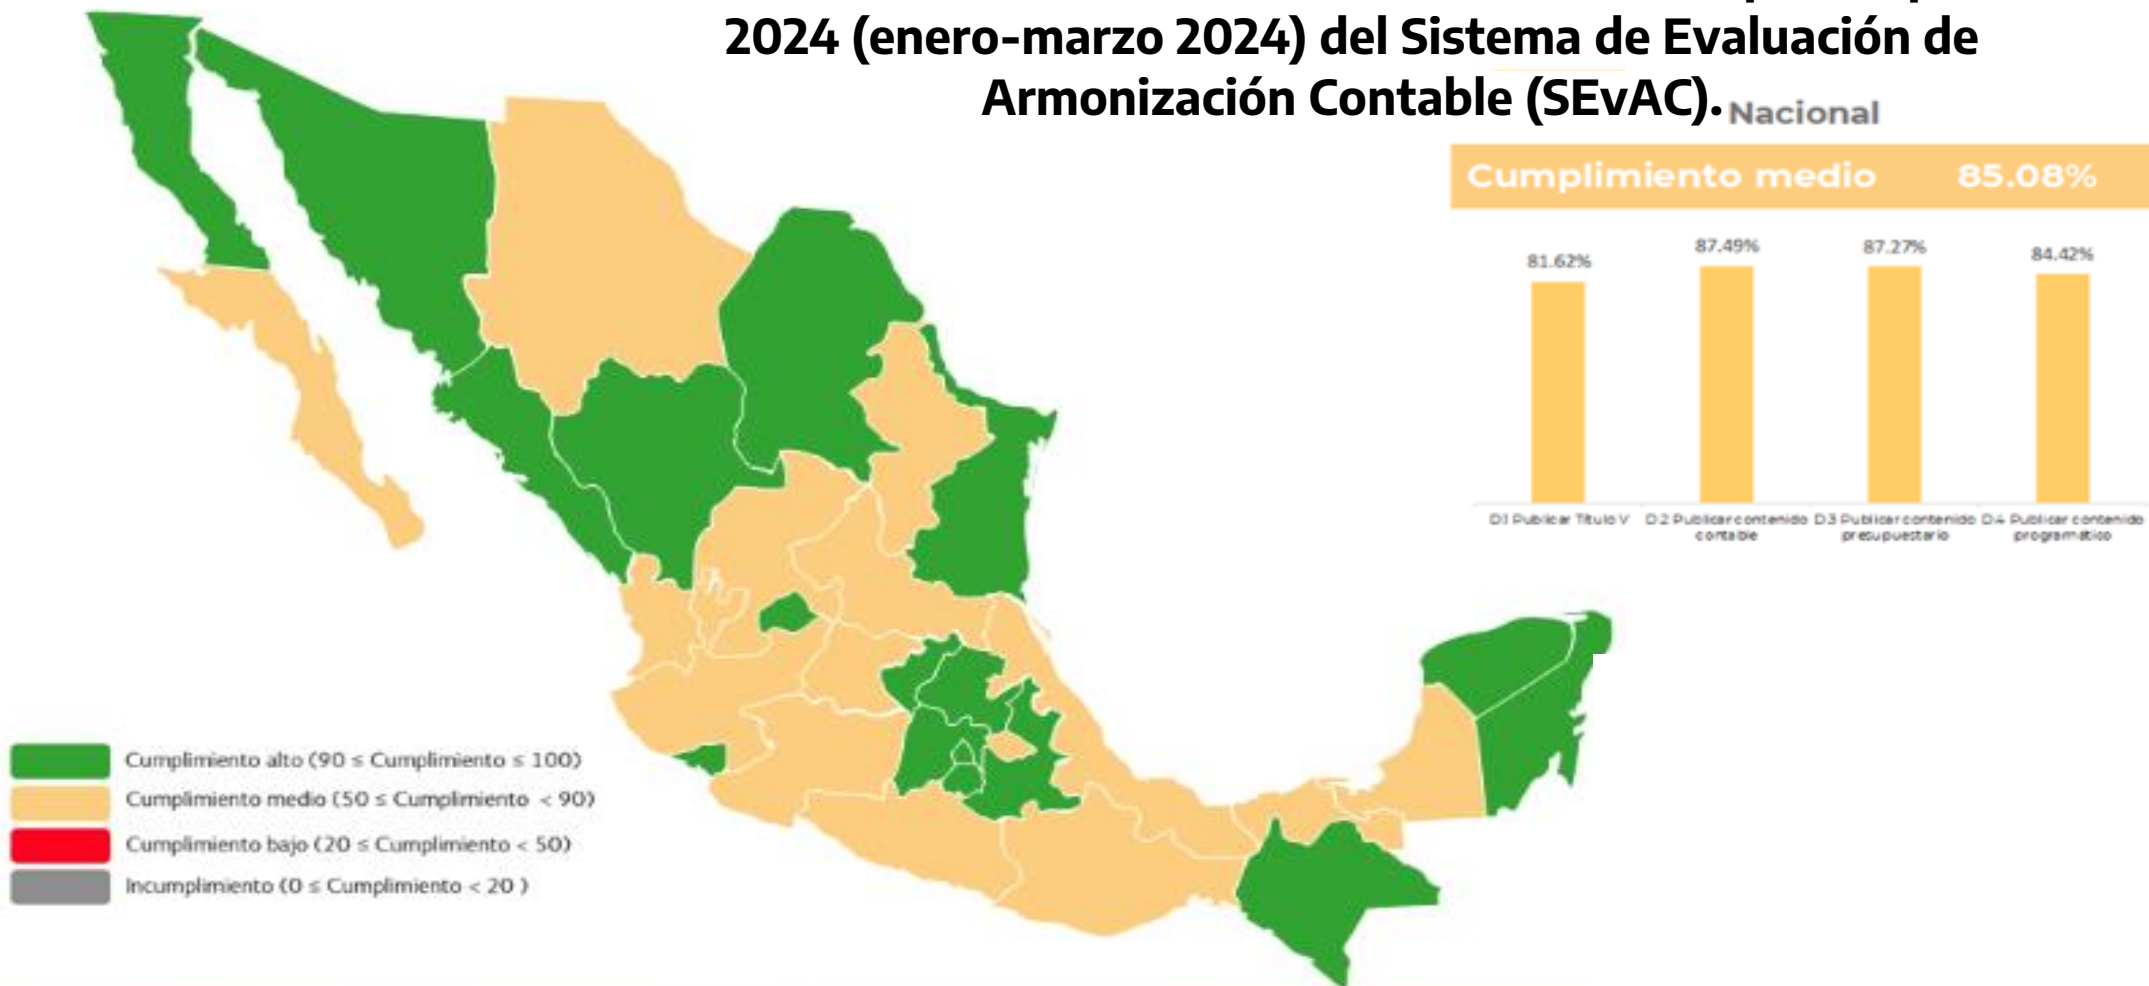 2024 (enero-marzo 2024) del Sistema de Evaluación de
Armonización Contable (SEvAC).
Nacional
Cumplimiento medio 85.08%
81.62%
87.49%
87.27%
84.42%
D1 Publicar Título V
D2 Publicar contenido
contable
D3 Publicar contenido
presupuestario
D4 Publicar contenido
programático
Cumplimiento alto (90 ≤ Cumplimiento ≤ 100)
Cumplimiento medio (50 ≤ Cumplimiento < 90)
Cumplimiento bajo (20 ≤ Cumplimiento < 50)
Incumplimiento (0 ≤ Cumplimiento < 20 )